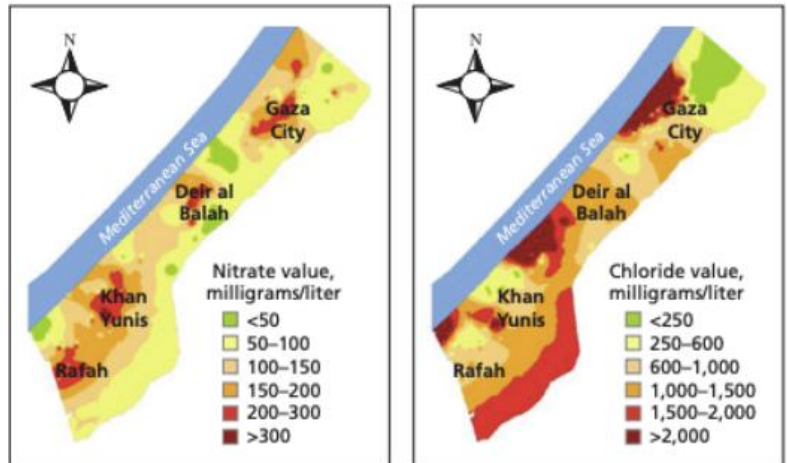 N
Gaza
City
Mediterranean Sea
Deir al
Balah
Nitrate value,
milligrams/liter
Khan
Yunis
<50
50–100
100–150
Rafah
150–200
200–300
>300
N
Gaza
City
Mediterranean Sea
Deir al
Balah
Chloride value,
milligrams/liter
Khan
Yunis
<250
250–600
600–1,000
Rafah
1,000–1,500
1,500–2,000
>2,000